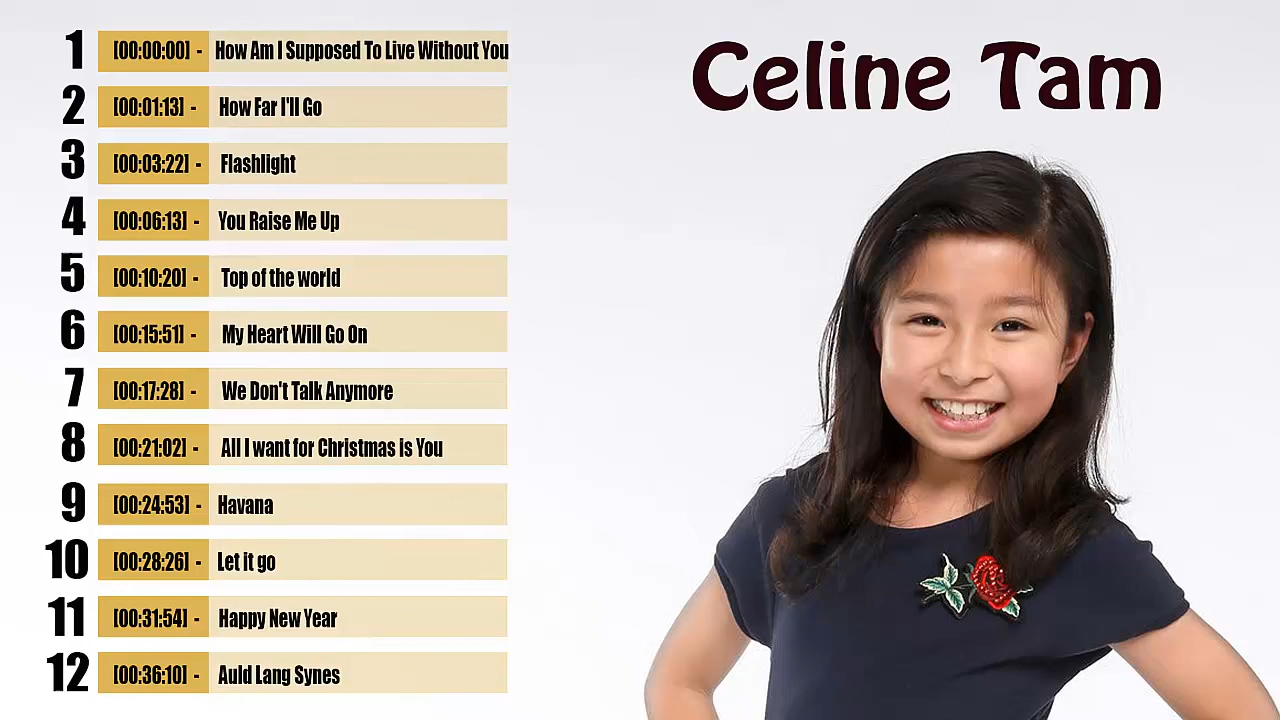 Celine Tam
1 [00:00:00] - How Am I Supposed To Live Without You
2 [00:01:13] - How Far I'll Go
3 [00:03:22] - Flashlight
4 [00:06:13] - You Raise Me Up
5 [00:10:20] - Top of the world
6 [00:15:51] - My Heart Will Go On
7 [00:17:28] - We Don't Talk Anymore
8 [00:21:02] - All I want for Christmas is You
9 [00:24:53] - Havana
10 [00:28:26] - Let it go
11 [00:31:54] - Happy New Year
12 [00:36:10] - Auld Lang Synes